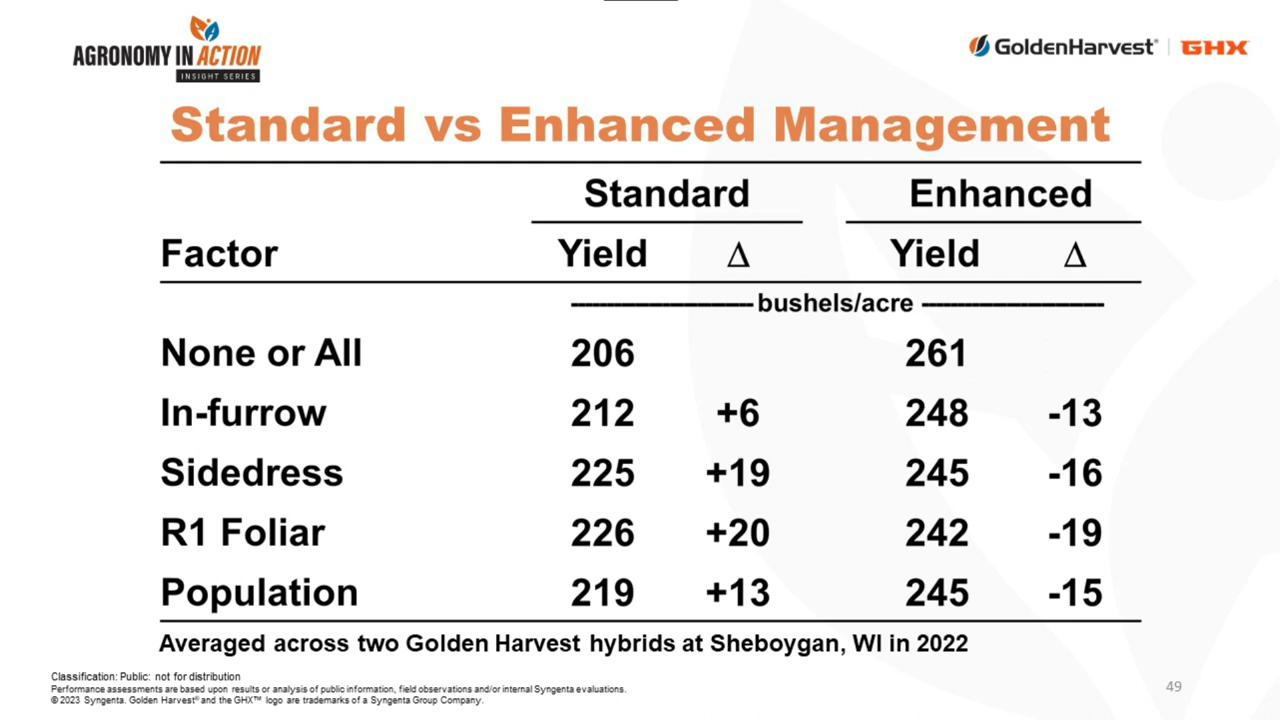 AGRONOMY IN ACTION
INSIGHT SERIES
GoldenHarvest® | GHX™
Standard vs Enhanced Management
Standard Enhanced
Factor Yield Δ Yield Δ
---------------------------- bushels/acre ----------------------------
None or All 206 261
In-furrow 212 +6 248 -13
Sidedress 225 +19 245 -16
R1 Foliar 226 +20 242 -19
Population 219 +13 245 -15
Averaged across two Golden Harvest hybrids at Sheboygan, WI in 2022
Classification: Public: not for distribution
Performance assessments are based upon results or analysis of public information, field observations and/or internal Syngenta evaluations.
© 2023 Syngenta. Golden Harvest® and the GHX™ logo are trademarks of a Syngenta Group Company.
49